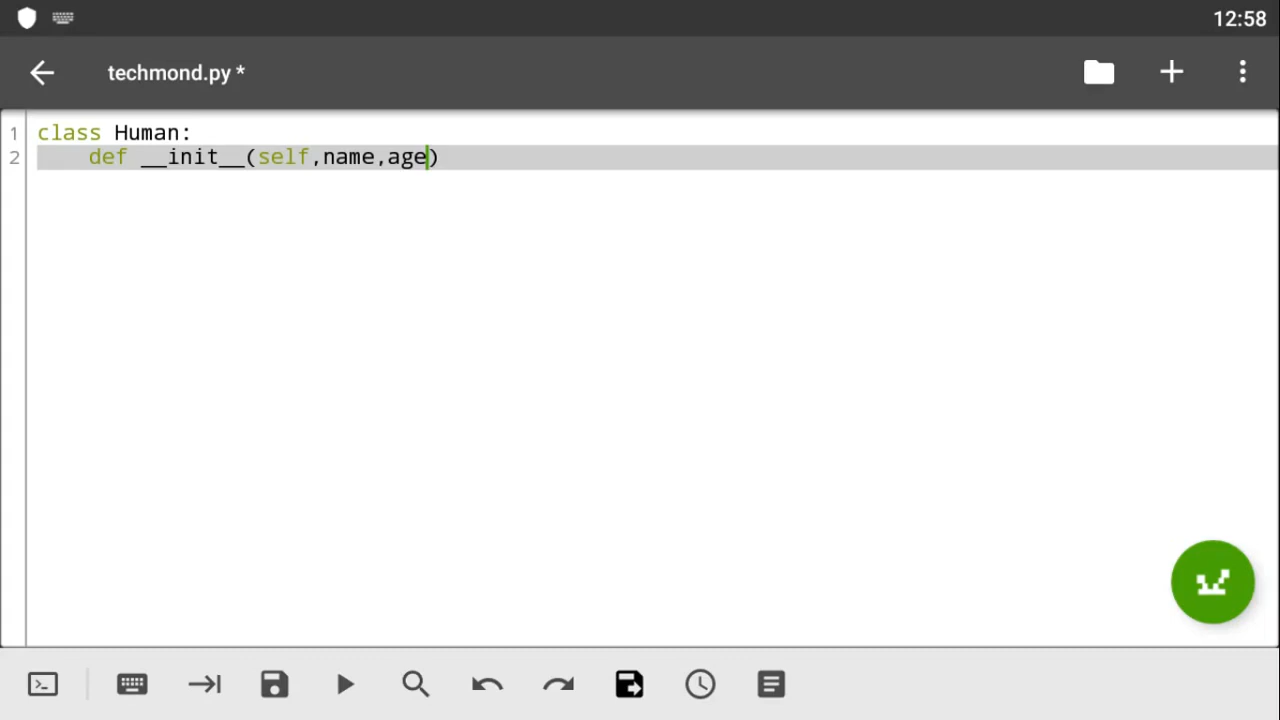 12:58
techmond.py *
1 class Human:
2     def __init__(self,name,age)